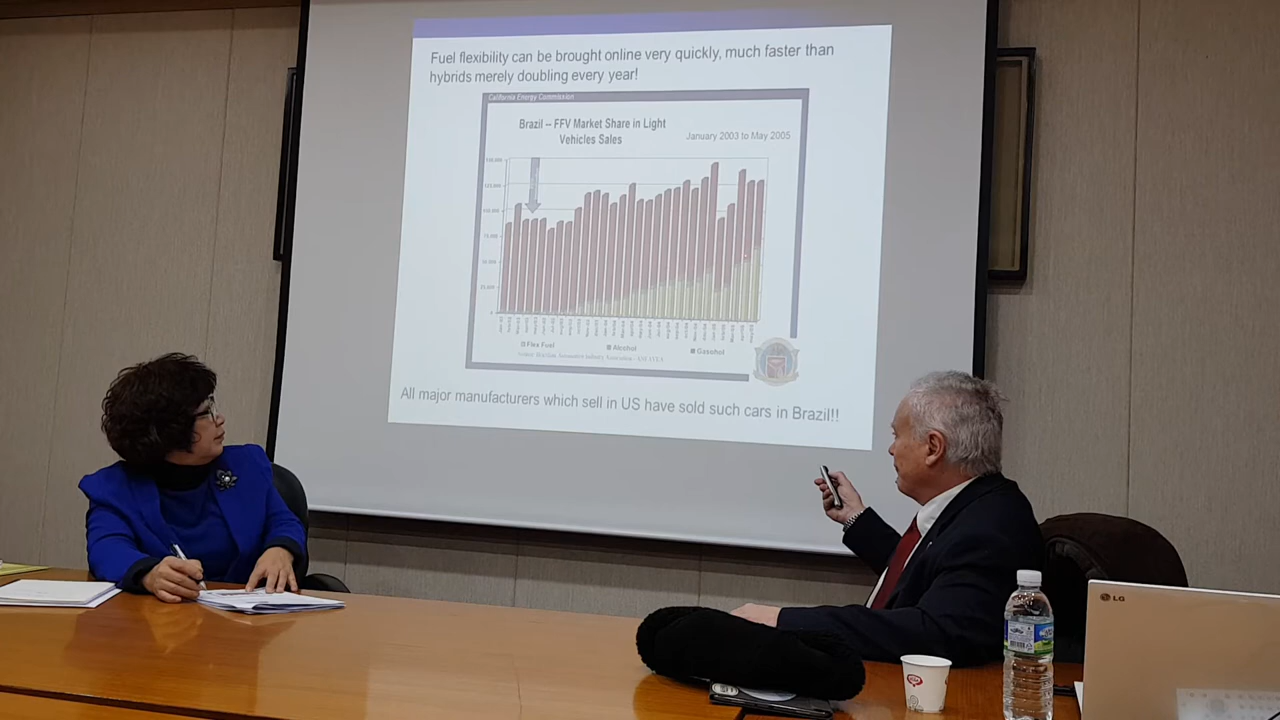 Fuel flexibility can be brought online very quickly, much faster than
hybrids merely doubling every year!
California Energy Commission
Brazil – FFV Market Share in Light
Vehicles Sales
January 2003 to May 2005
Flex Fuel
Alcohol
Gasohol
All major manufacturers which sell in US have sold such cars in Brazil!!
LG